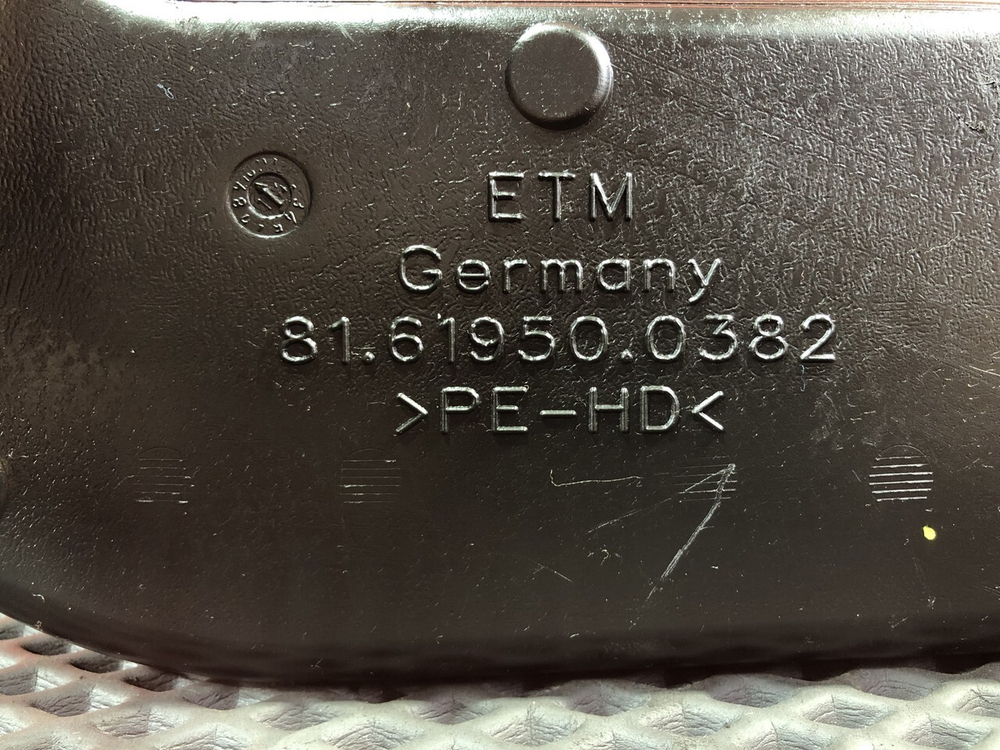 ETM
Germany
81.61950.0382
>PE-HD<